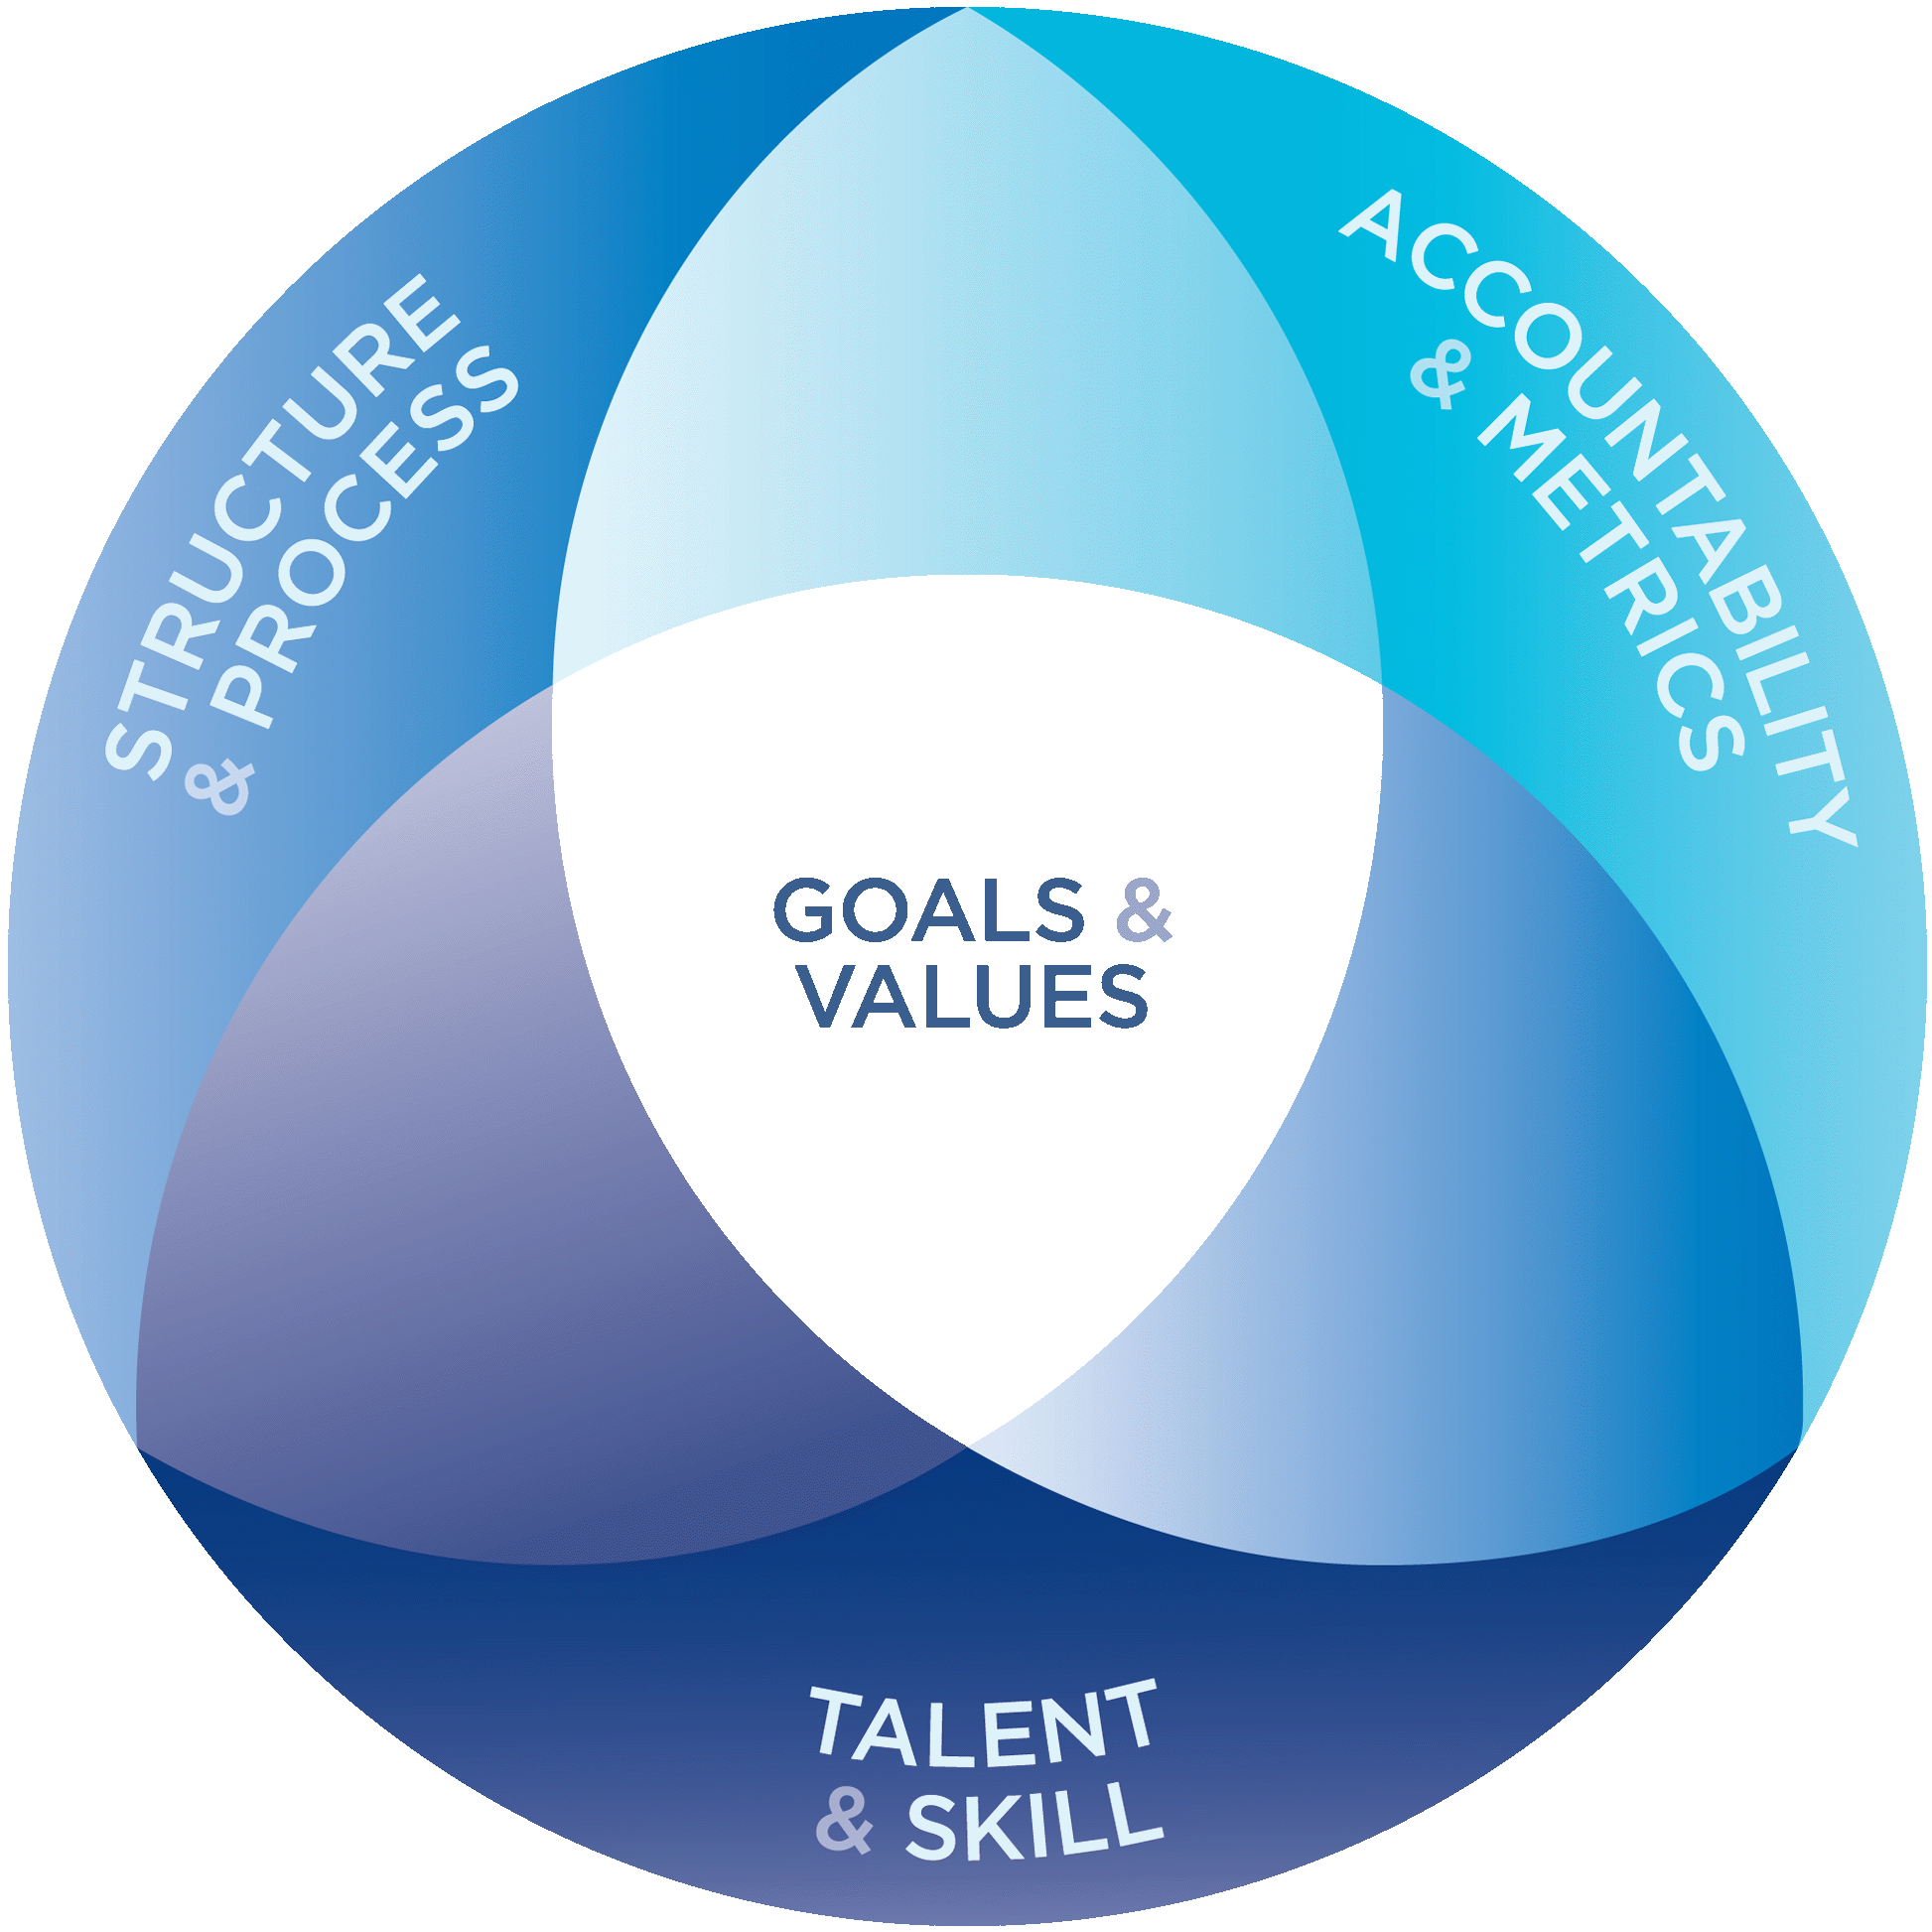 STRUCTURE
& PROCESS
ACCOUNTABILITY
& METRICS
GOALS &
VALUES
TALENT
& SKILL